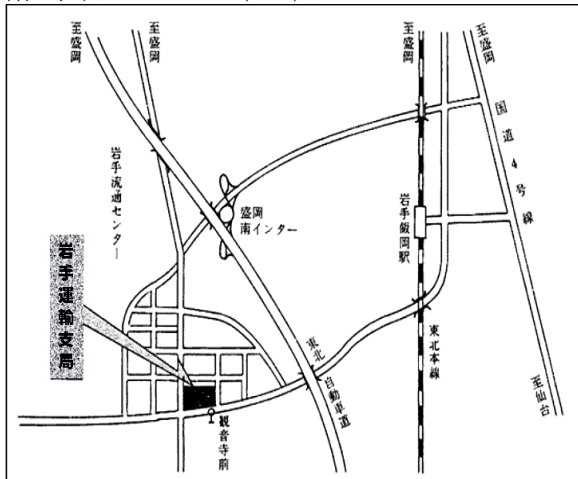 至盛岡
至盛岡
至盛岡
至盛岡
国道4号線
岩手流通センター
盛岡
南インター
岩手飯岡駅
岩手運輸支局
東北自動車道
東北本線
観音寺前
至仙台